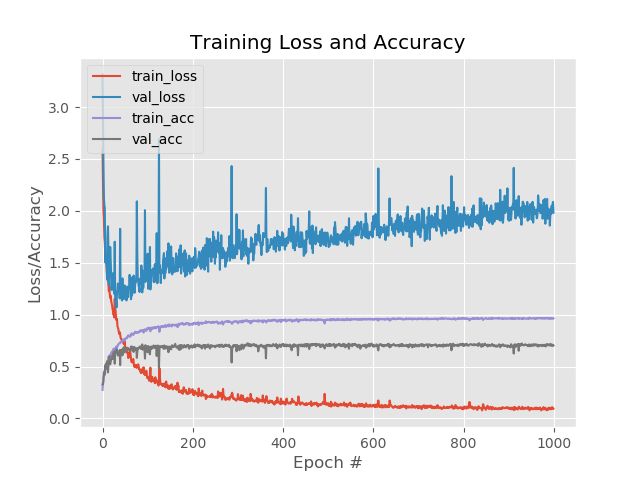 Training Loss and Accuracy
train_loss
val_loss
train_acc
val_acc
3.0
2.5
2.0
1.5
1.0
0.5
0.0
Loss/Accuracy
0 200 400 600 800 1000
Epoch #